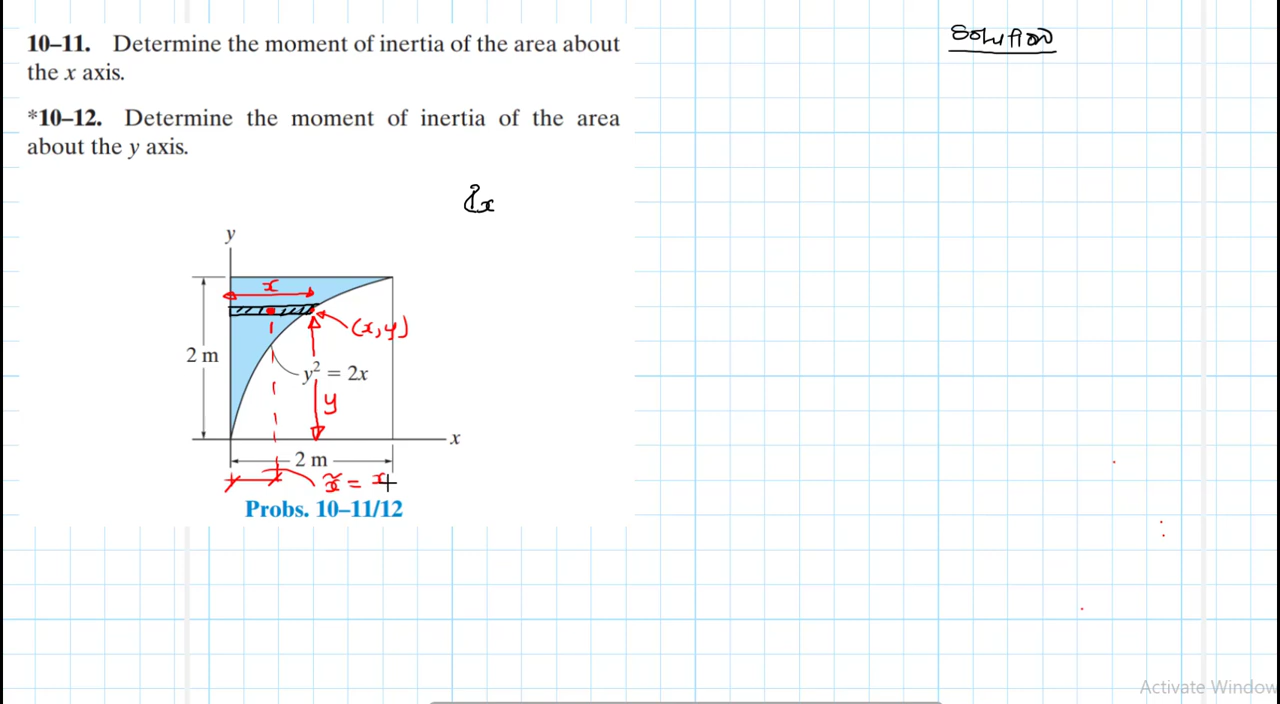 10–11. Determine the moment of inertia of the area about
the x axis.
*10–12. Determine the moment of inertia of the area
about the y axis.
Solution
Ix
y
x
(x,y)
2 m
y² = 2x
y
x
2 m
x̃ = x
Probs. 10–11/12
Activate Window